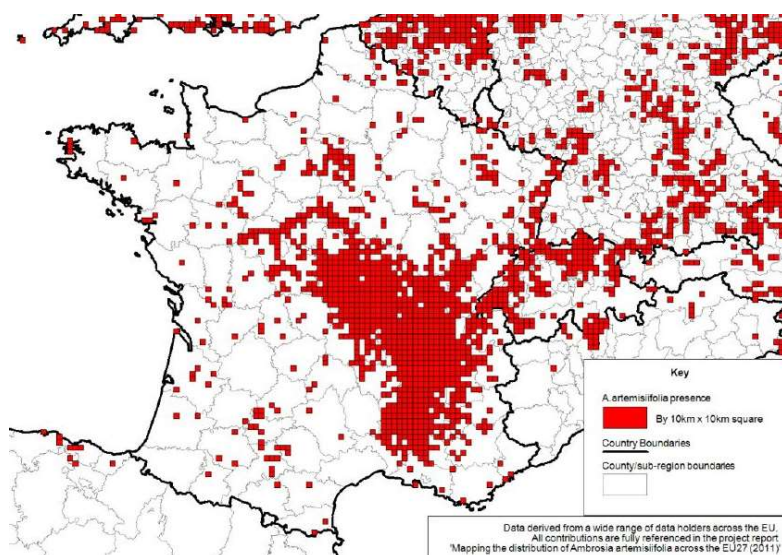 Key
A.artemisiifolia presence
By 10km x 10km square
Country Boundaries
County/sub-region boundaries
Data derived from a wide range of data holders across the EU.
All contributions are fully referenced in the project report
'Mapping the distribution of Ambrosia artemisiifolia across the EU27 (2011)'